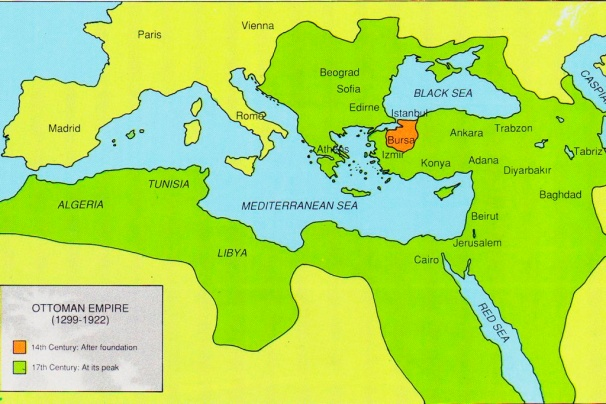 Paris
Vienna
Beograd
Sofia
BLACK SEA
CASPIA
Edirne
Istanbul
Rome
Madrid
Bursa
Ankara
Trabzon
Athens
Izmir
Konya
Adana
Diyarbakır
Tabriz
TUNISIA
ALGERIA
MEDITERRANEAN SEA
Baghdad
Beirut
Jerusalem
LIBYA
Cairo
RED SEA
OTTOMAN EMPIRE
(1299-1922)
14th Century: After foundation
17th Century: At its peak